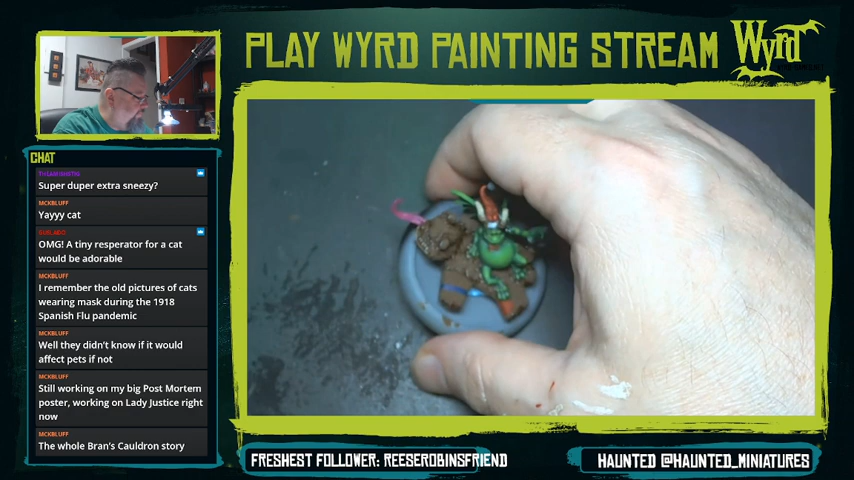 PLAY WYRD PAINTING STREAM
Wyrd
CHAT
Super duper extra sneezy?
MCKBLUFF
Yayyy cat
OMG! A tiny resperator for a cat
would be adorable
MCKBLUFF
I remember the old pictures of cats
wearing mask during the 1918
Spanish Flu pandemic
MCKBLUFF
Well they didn't know if it would
affect pets if not
MCKBLUFF
Still working on my big Post Mortem
poster, working on Lady Justice right
now
MCKBLUFF
The whole Bran's Cauldron story
FRESHEST FOLLOWER: REESEROBINSFRIEND
HAUNTED @HAUNTED_MINIATURES